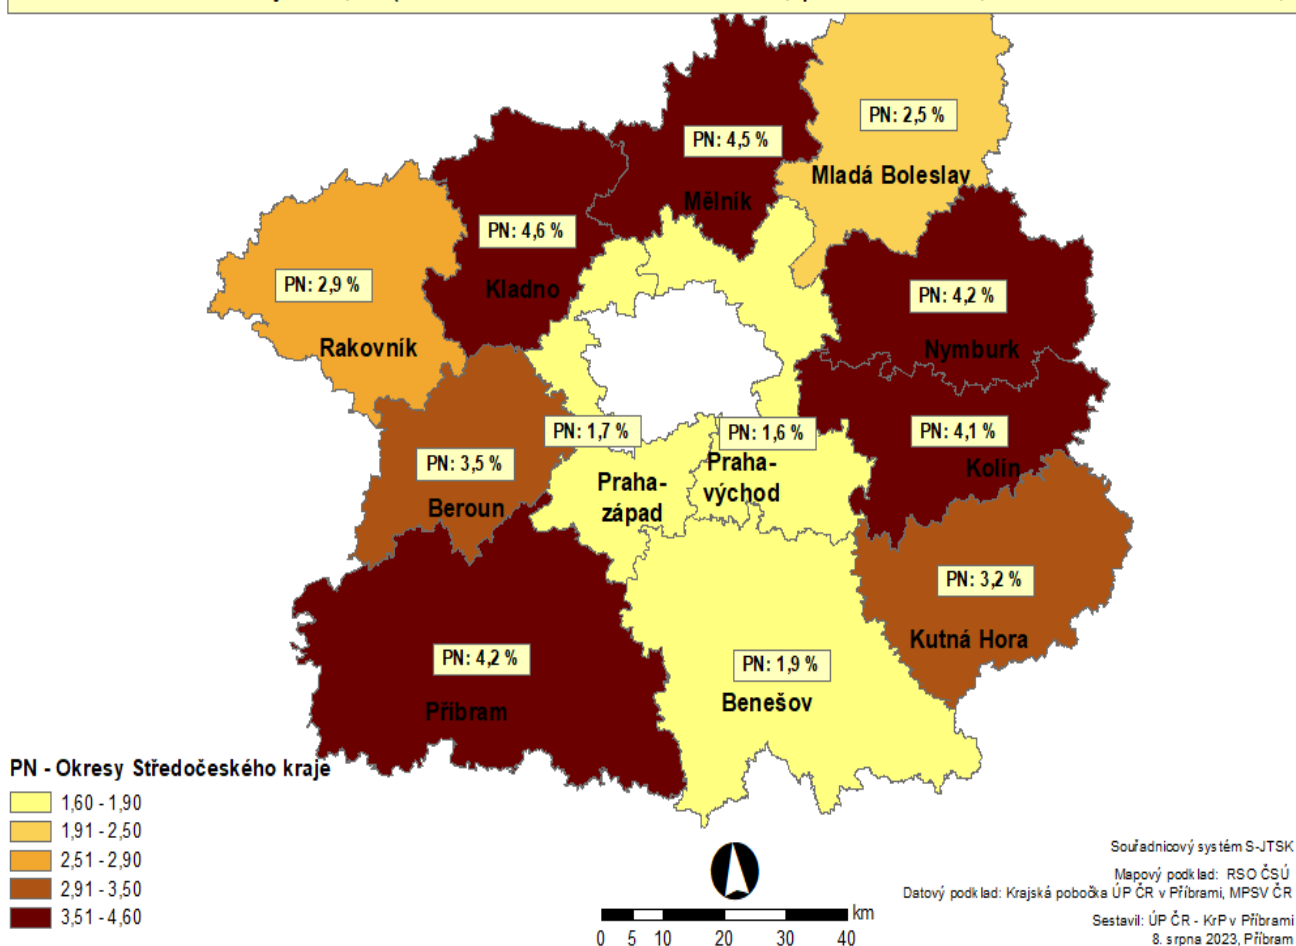 PN: 2,5 %
Mladá Boleslav
PN: 4,5 %
Mělník
PN: 4,6 %
Kladno
PN: 2,9 %
Rakovník
PN: 4,2 %
Nymburk
PN: 4,1 %
Kolín
PN: 1,7 %
Praha-
západ
PN: 1,6 %
Praha-
východ
PN: 3,5 %
Beroun
PN: 3,2 %
Kutná Hora
PN: 4,2 %
Příbram
PN: 1,9 %
Benešov
PN - Okresy Středočeského kraje
1,60 - 1,90
1,91 - 2,50
2,51 - 2,90
2,91 - 3,50
3,51 - 4,60
km
0 5 10 20 30 40
Souřadnicový systém S-JTSK
Mapový podklad: RSO ČSÚ
Datový podklad: Krajská pobočka ÚP ČR v Příbrami, MPSV ČR
Sestavil: ÚP ČR - KrP v Příbrami
8. srpna 2023, Příbram